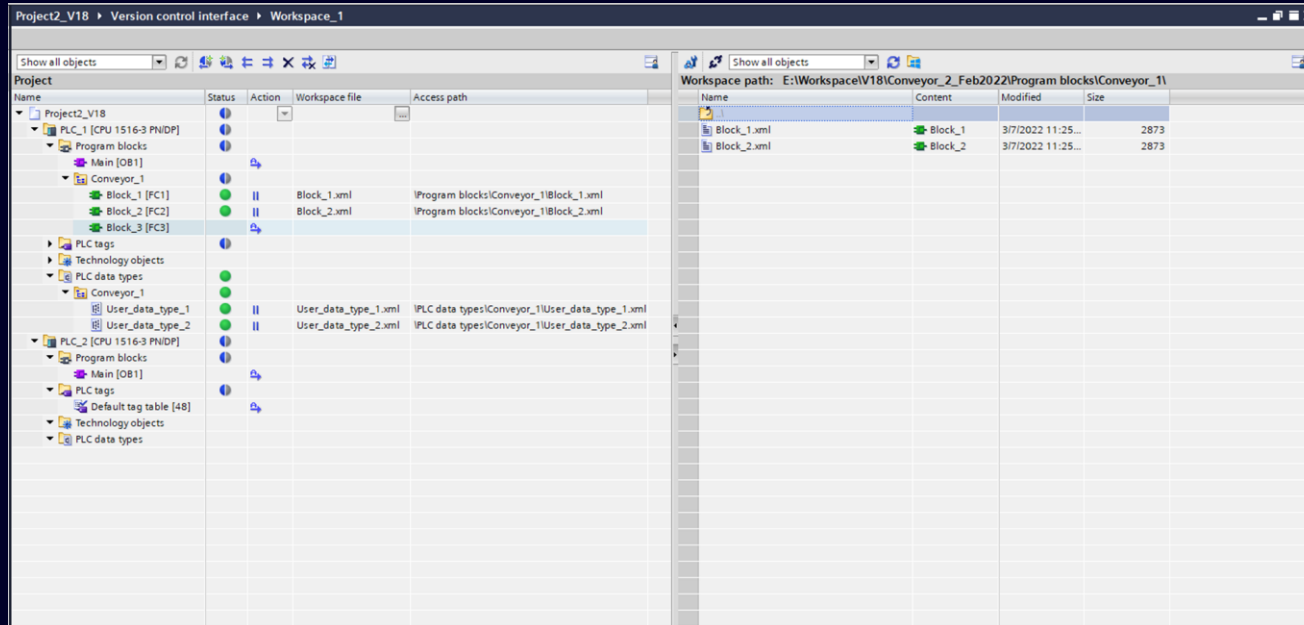 Project2_V18 ▸ Version control interface ▸ Workspace_1
Show all objects
Project
Name Status Action Workspace file Access path
Project2_V18 ...
PLC_1 [CPU 1516-3 PN/DP]
Program blocks
Main [OB1]
Conveyor_1
Block_1 [FC1] Block_1.xml \Program blocks\Conveyor_1\Block_1.xml
Block_2 [FC2] Block_2.xml \Program blocks\Conveyor_1\Block_2.xml
Block_3 [FC3]
PLC tags
Technology objects
PLC data types
Conveyor_1
User_data_type_1 User_data_type_1.xml \PLC data types\Conveyor_1\User_data_type_1.xml
User_data_type_2 User_data_type_2.xml \PLC data types\Conveyor_1\User_data_type_2.xml
PLC_2 [CPU 1516-3 PN/DP]
Program blocks
Main [OB1]
PLC tags
Default tag table [48]
Technology objects
PLC data types
Show all objects
Workspace path: E:\Workspace\V18\Conveyor_2_Feb2022\Program blocks\Conveyor_1\
Name Content Modified Size
..\
Block_1.xml Block_1 3/7/2022 11:25... 2873
Block_2.xml Block_2 3/7/2022 11:25... 2873